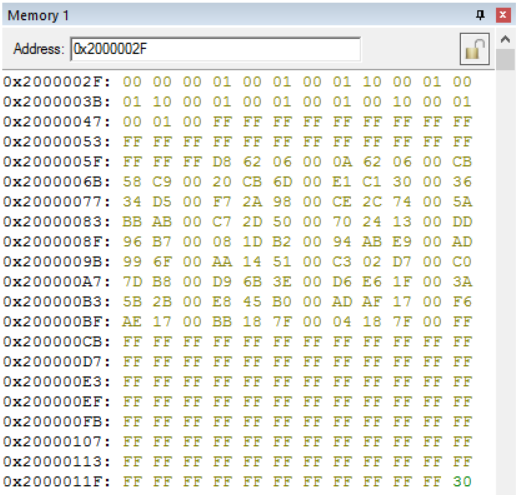 Memory 1
Address: 0x2000002F
0x2000002F: 00 00 00 01 00 01 00 01 10 00 01 00
0x2000003B: 01 10 00 01 00 01 00 01 00 10 00 01
0x20000047: 00 01 00 FF FF FF FF FF FF FF FF FF
0x20000053: FF FF FF FF FF FF FF FF FF FF FF FF
0x2000005F: FF FF FF D8 62 06 00 0A 62 06 00 CB
0x2000006B: 58 C9 00 20 CB 6D 00 E1 C1 30 00 36
0x20000077: 34 D5 00 F7 2A 98 00 CE 2C 74 00 5A
0x20000083: BB AB 00 C7 2D 50 00 70 24 13 00 DD
0x2000008F: 96 B7 00 08 1D B2 00 94 AB E9 00 AD
0x2000009B: 99 6F 00 AA 14 51 00 C3 02 D7 00 C0
0x200000A7: 7D B8 00 D9 6B 3E 00 D6 E6 1F 00 3A
0x200000B3: 5B 2B 00 E8 45 B0 00 AD AF 17 00 F6
0x200000BF: AE 17 00 BB 18 7F 00 04 18 7F 00 FF
0x200000CB: FF FF FF FF FF FF FF FF FF FF FF FF
0x200000D7: FF FF FF FF FF FF FF FF FF FF FF FF
0x200000E3: FF FF FF FF FF FF FF FF FF FF FF FF
0x200000EF: FF FF FF FF FF FF FF FF FF FF FF FF
0x200000FB: FF FF FF FF FF FF FF FF FF FF FF FF
0x20000107: FF FF FF FF FF FF FF FF FF FF FF FF
0x20000113: FF FF FF FF FF FF FF FF FF FF FF FF
0x2000011F: FF FF FF FF FF FF FF FF FF FF FF 30